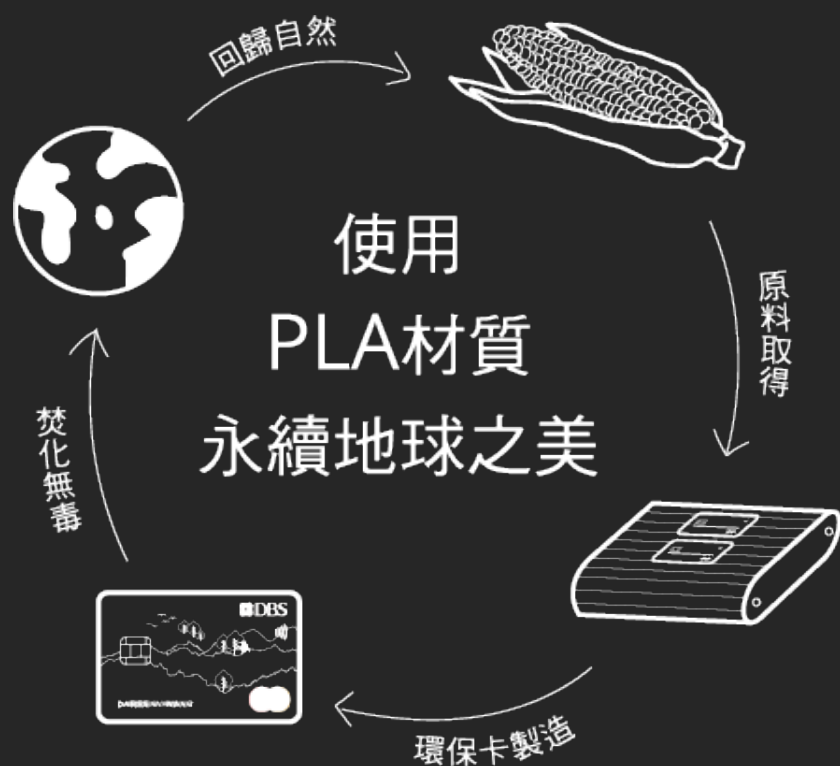 使用
PLA材質
永續地球之美
回歸自然
原料取得
環保卡製造
焚化無毒
DBS